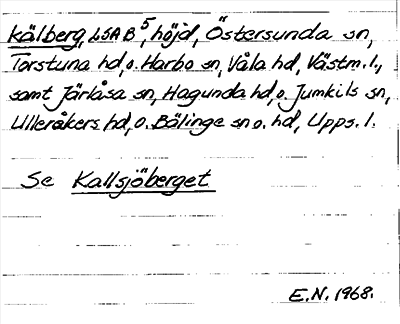 Kälberg, LSA B 5, höjd, Östersunda sn,
Torstuna hd, o. Harbo sn, Våla hd, Västm. l.,
samt Järlåsa sn, Hagunda hd, o. Jumkils sn,
Ulleråkers hd, o. Bälinge sn o. hd, Upps. l.
Se Kallsjöberget
E.N. 1968.